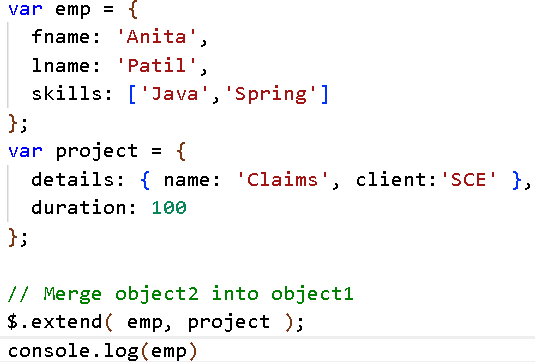 var emp = {
fname: 'Anita',
lname: 'Patil',
skills: ['Java','Spring']
};
var project = {
details: { name: 'Claims', client:'SCE' },
duration: 100
};
// Merge object2 into object1
$.extend( emp, project );
console.log(emp)